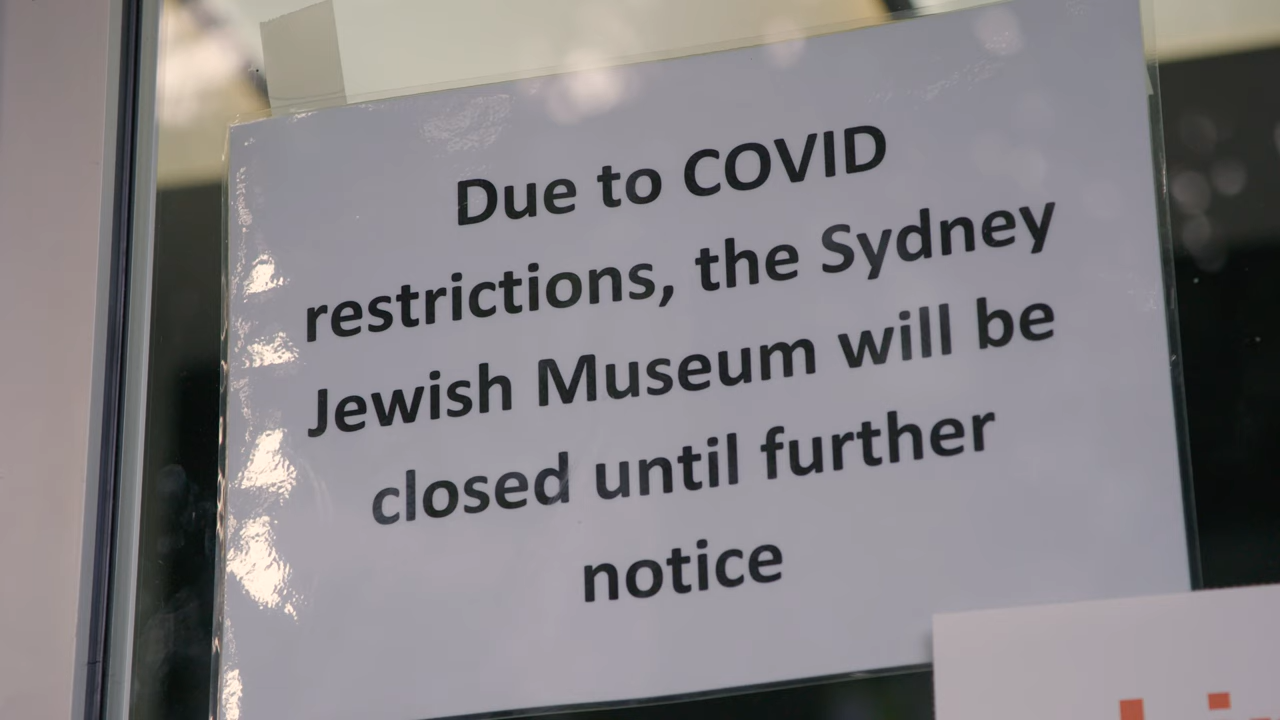 Due to COVID
restrictions, the Sydney
Jewish Museum will be
closed until further
notice